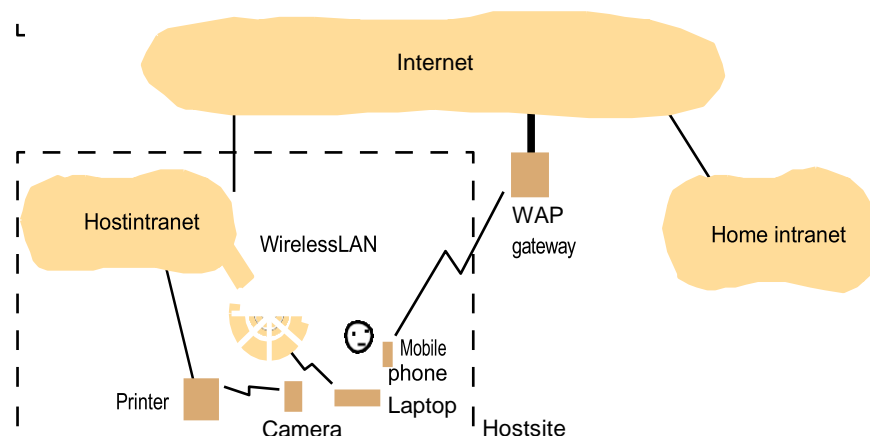 Internet
Hostintranet
WirelessLAN
WAP
gateway
Home intranet
Mobile
phone
Printer
Laptop
Camera
Hostsite